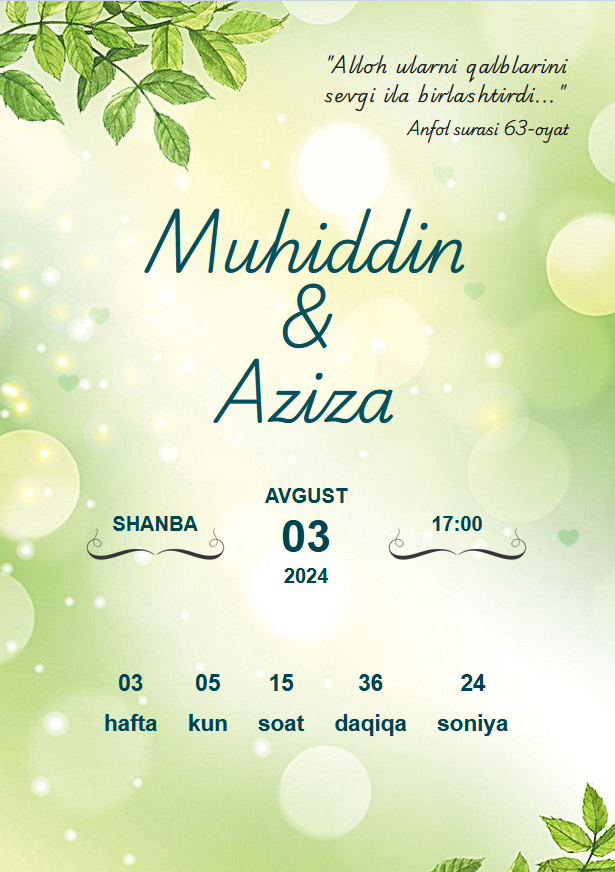 "Alloh ularni qalblarini
sevgi ila birlashtirdi..."
Anfol surasi 63-oyat
Muhiddin
&
Aziza
SHANBA
AVGUST
03
2024
17:00
03 05 15 36 24
hafta kun soat daqiqa soniya